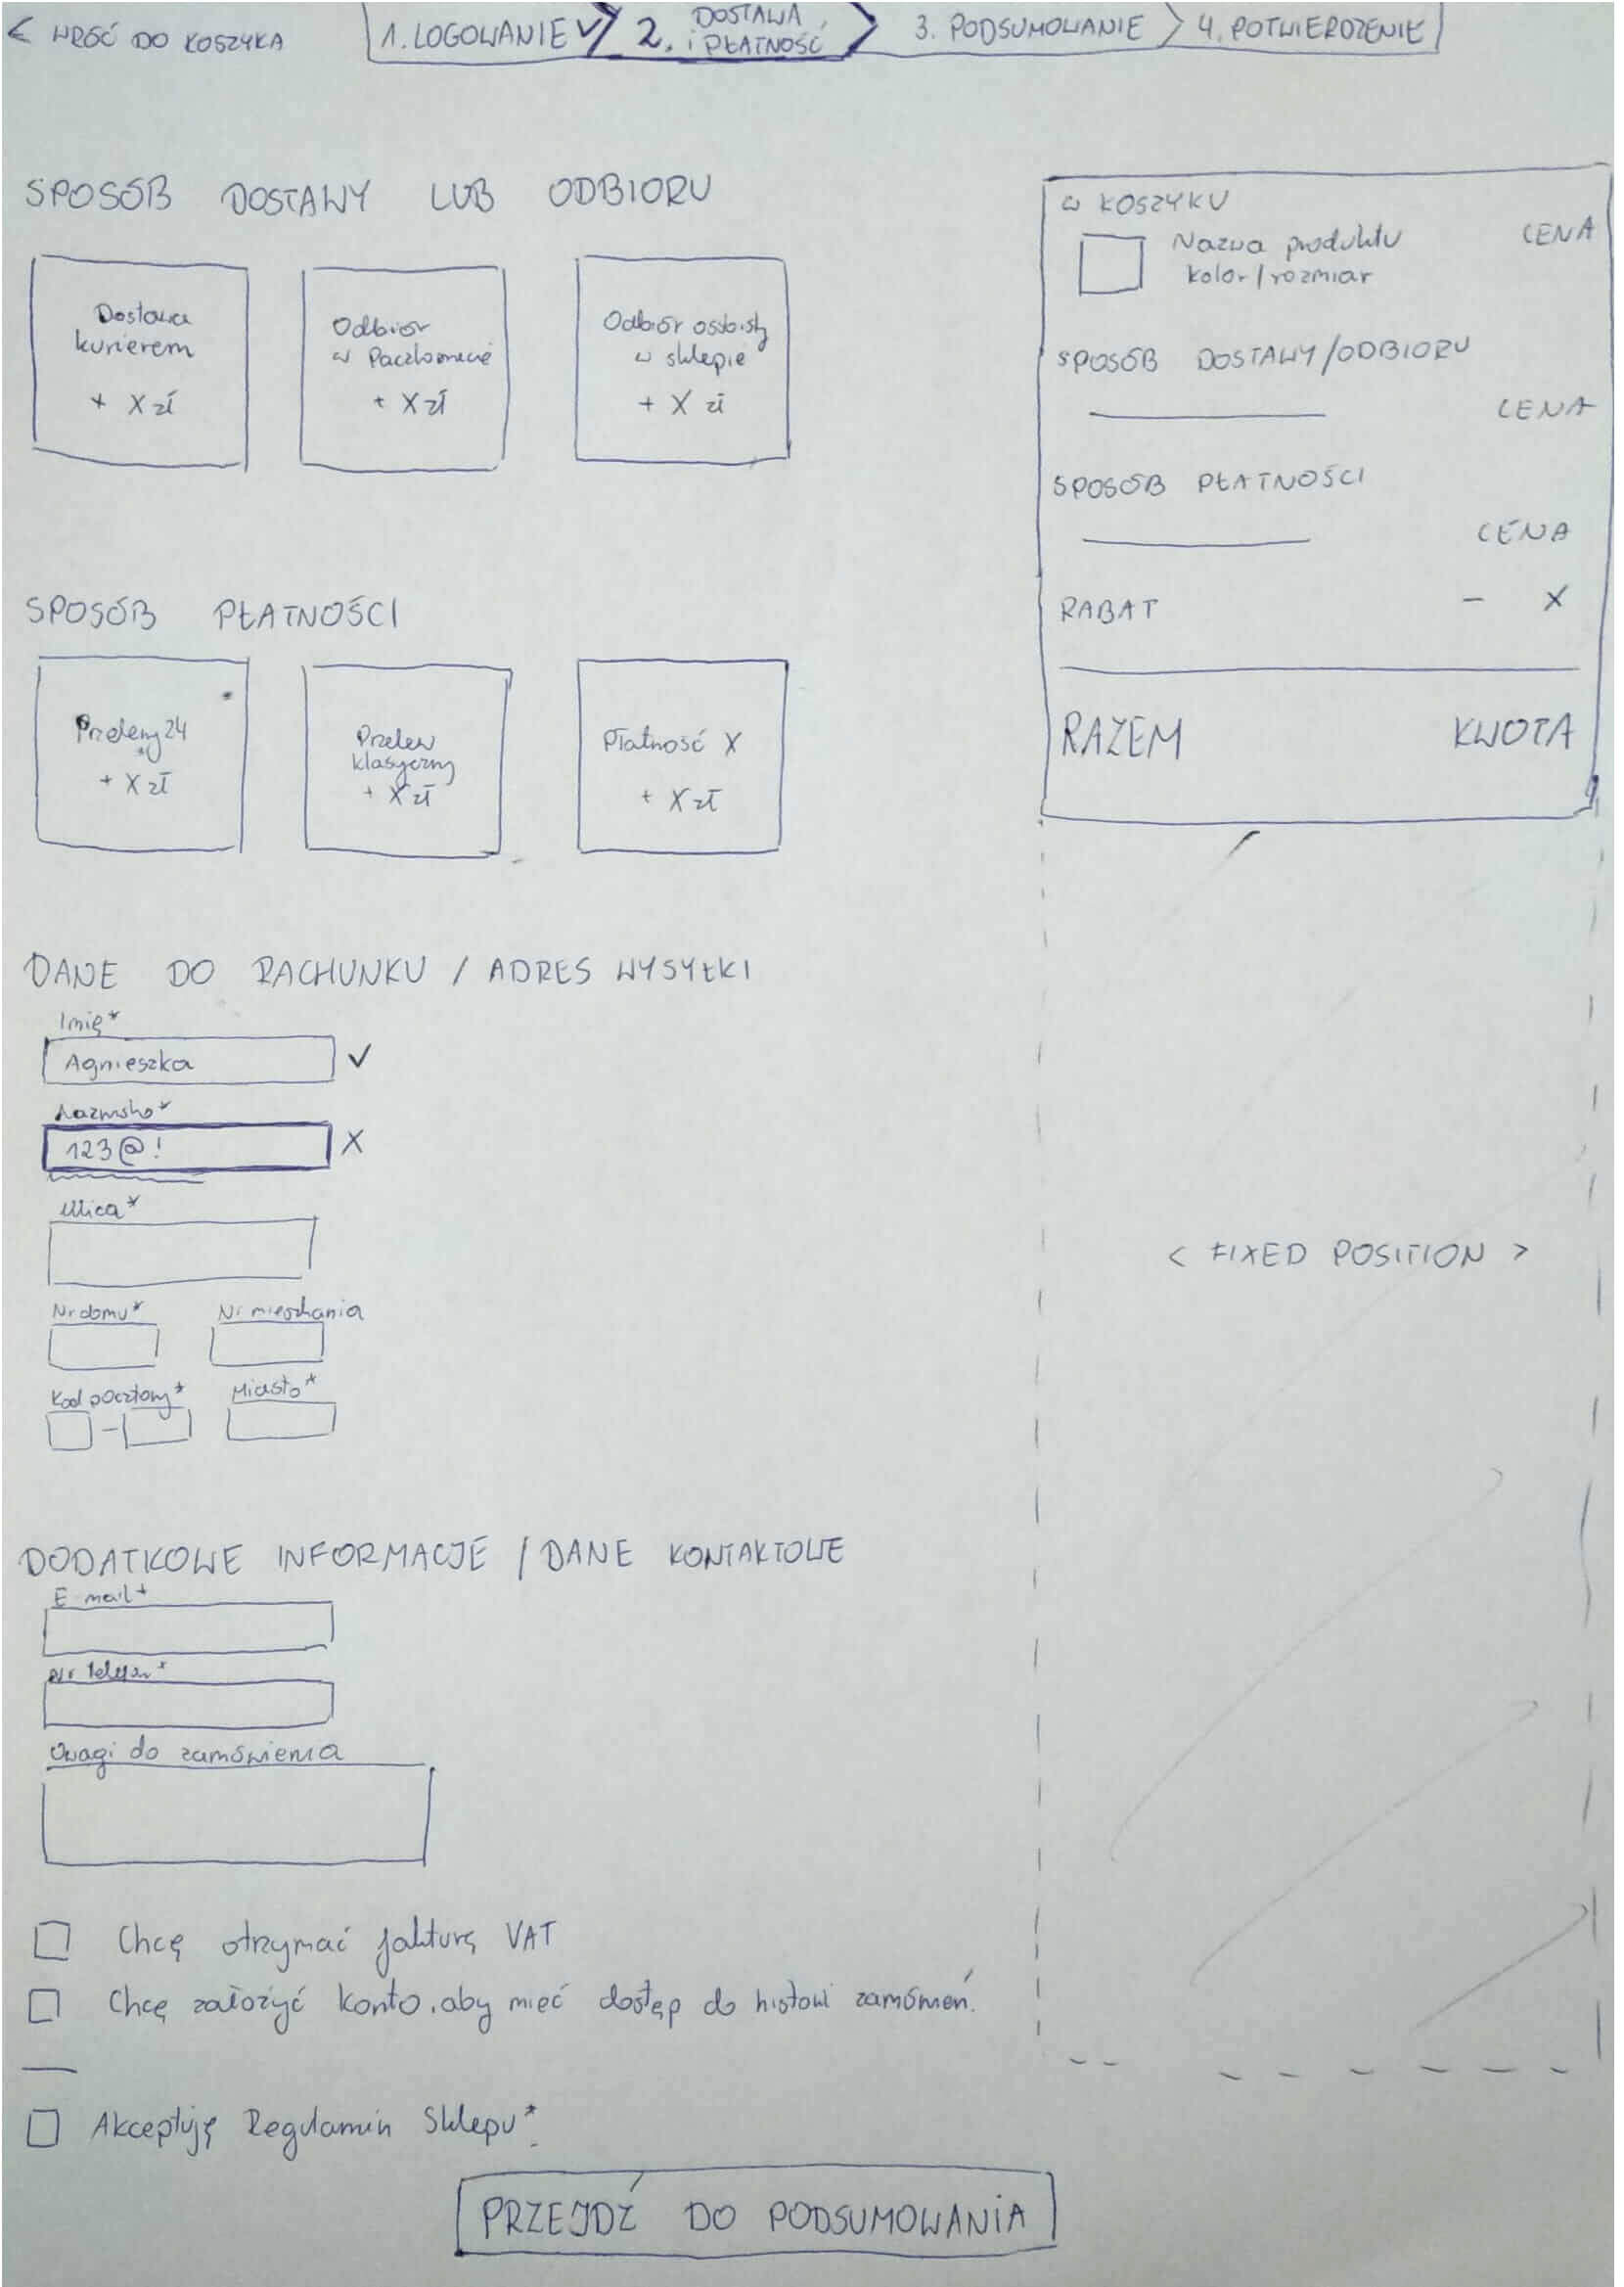 < WRÓĆ DO KOSZYKA
1. LOGOWANIE ✓ 2. DOSTAWA i PŁATNOŚĆ > 3. PODSUMOWANIE > 4. POTWIERDZENIE
SPOSÓB DOSTAWY LUB ODBIORU
Dostawa
kurierem
+ X zł
Odbiór
w Paczkomacie
+ X zł
Odbiór osobisty
w sklepie
+ X zł
SPOSÓB PŁATNOŚCI
Przelewy24
+ X zł
Przelew
klasyczny
+ X zł
Płatność X
+ X zł
DANE DO RACHUNKU / ADRES WYSYŁKI
Imię*
Agnieszka ✓
Nazwisko*
123@! X
Ulica*
Nr domu* Nr mieszkania
Kod pocztowy* Miasto*
-
DODATKOWE INFORMACJE / DANE KONTAKTOWE
E-mail*
Nr telefon*
Uwagi do zamówienia
Chcę otrzymać fakturę VAT
Chcę założyć konto, aby mieć dostęp do histori zamówień.
Akceptuję Regulamin Sklepu*.
PRZEJDŹ DO PODSUMOWANIA
W KOSZYKU
Nazwa produktu CENA
kolor/rozmiar
SPOSÓB DOSTAWY/ODBIORU
CENA
SPOSÓB PŁATNOŚCI
CENA
RABAT - X
RAZEM KWOTA
< FIXED POSITION >